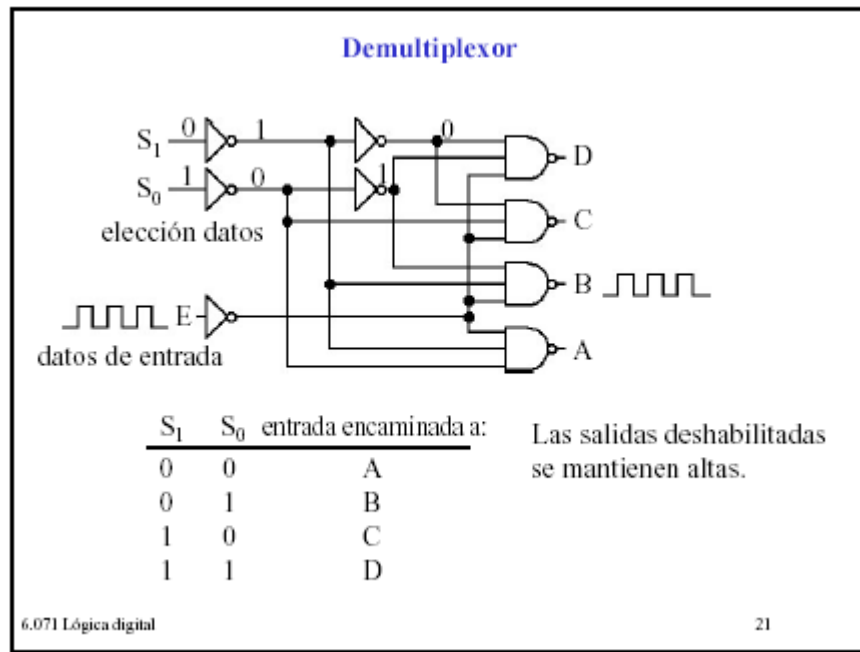 Demultiplexor
S₁ 0 1 0
D
S₀ 1 0 1
C
elección datos
B
E
datos de entrada
A
S₁ S₀ entrada encaminada a:
0 0 A
0 1 B
1 0 C
1 1 D
Las salidas deshabilitadas
se mantienen altas.
6.071 Lógica digital
21